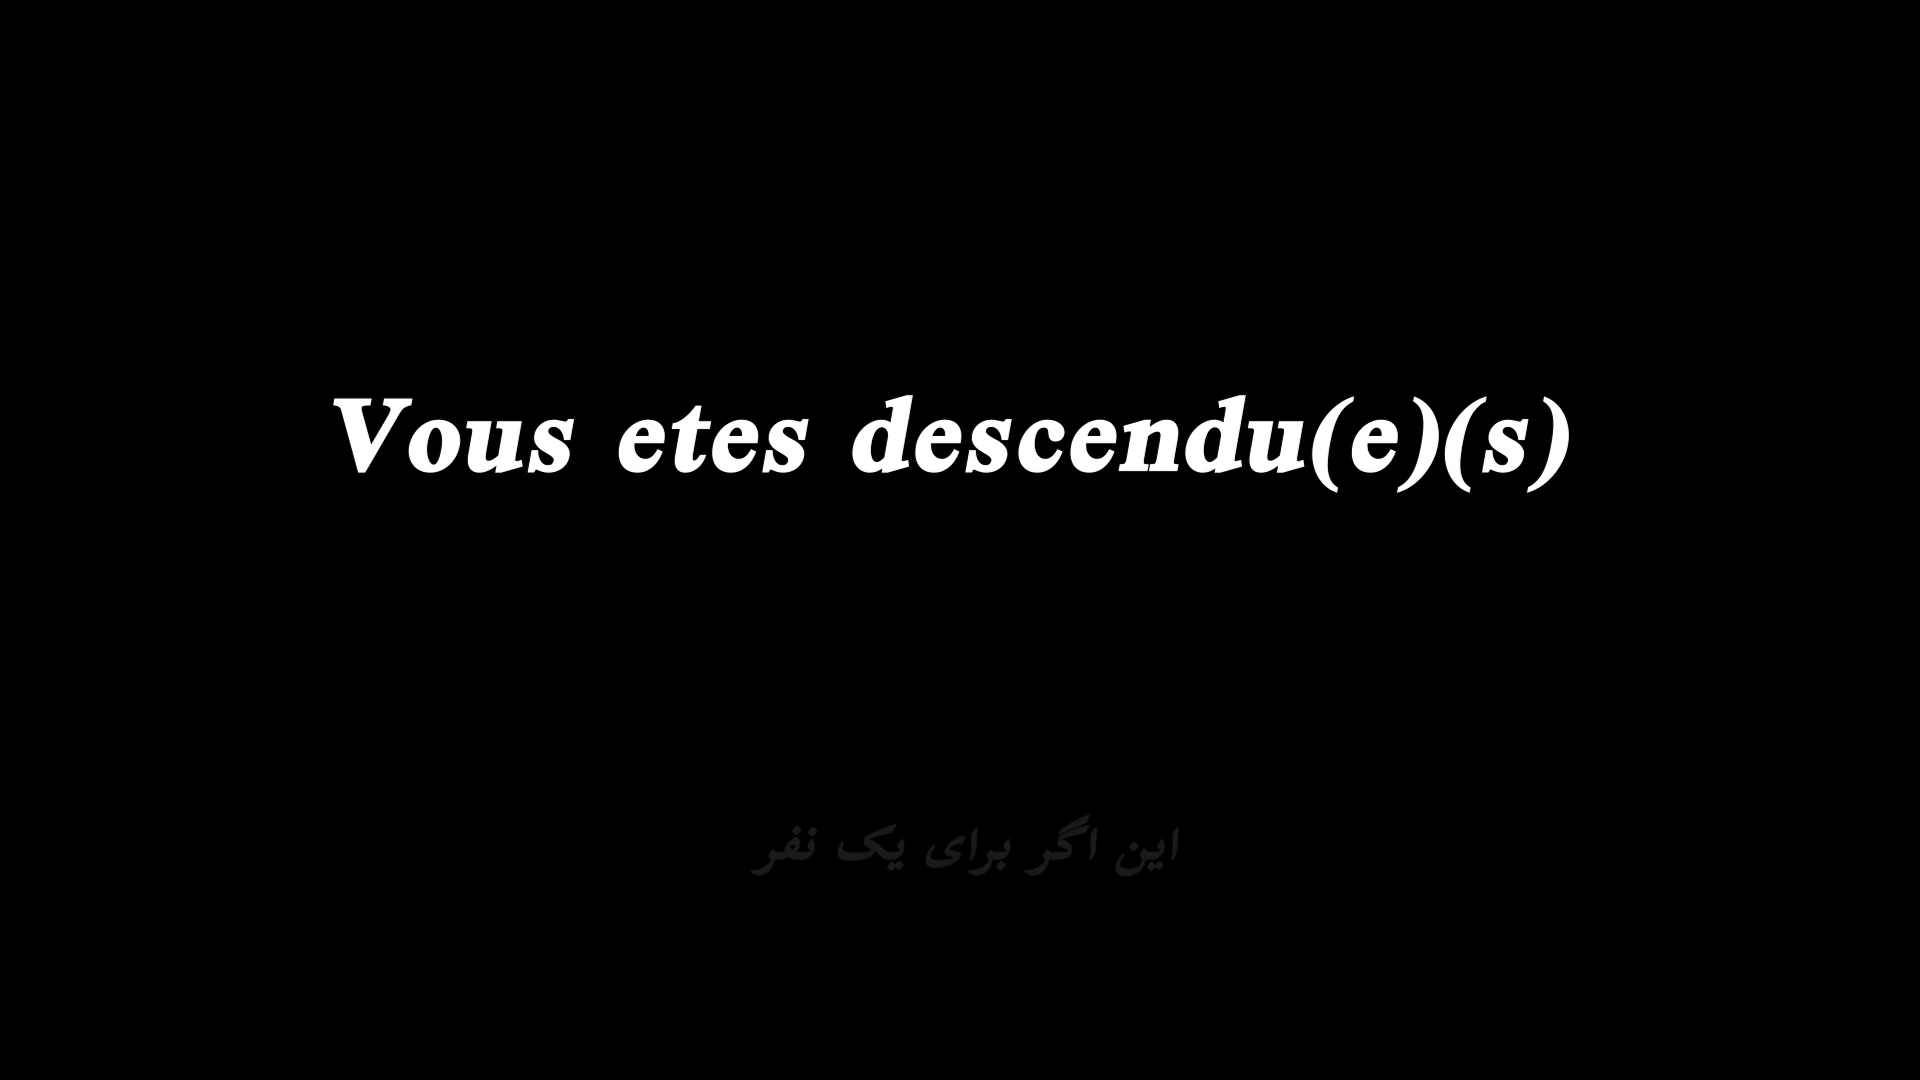 Vous etes descendu(e)(s)
این اگر برای یک نفر